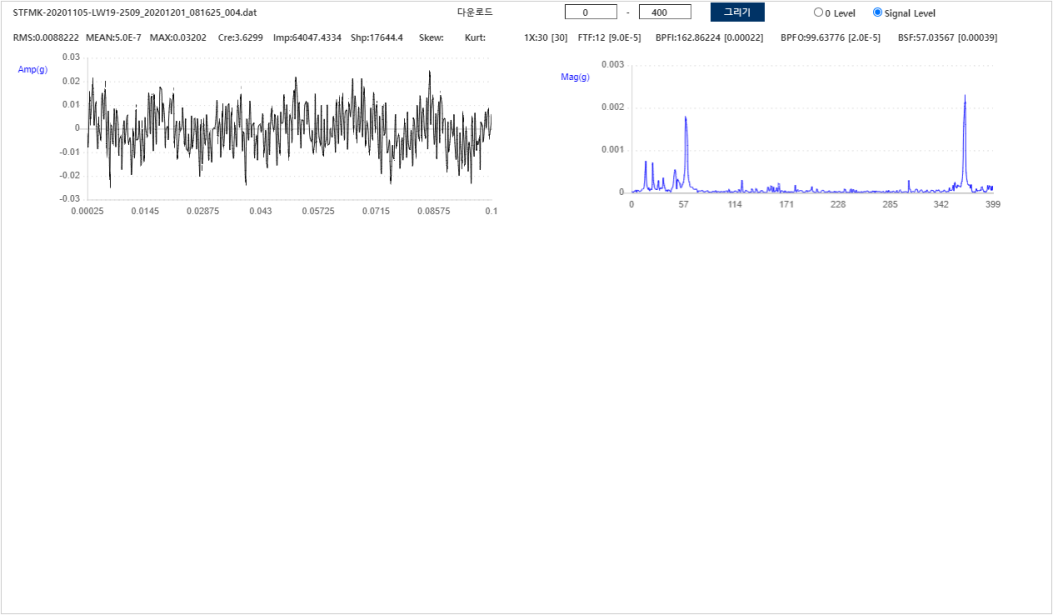 STFMK-20201105-LW19-2509_20201201_081625_004.dat 다운로드 0 - 400 그리기 0 Level Signal Level
RMS:0.0088222 MEAN:5.0E-7 MAX:0.03202 Cre:3.6299 Imp:64047.4334 Shp:17644.4 Skew: Kurt: 1X:30 [30] FTF:12 [9.0E-5] BPFI:162.86224 [0.00022] BPFO:99.63776 [2.0E-5] BSF:57.03567 [0.00039]
Amp(g)
0.03
0.02
0.01
0
-0.01
-0.02
-0.03
0.00025 0.0145 0.02875 0.043 0.05725 0.0715 0.08575 0.1
Mag(g)
0.003
0.002
0.001
0
0 57 114 171 228 285 342 399